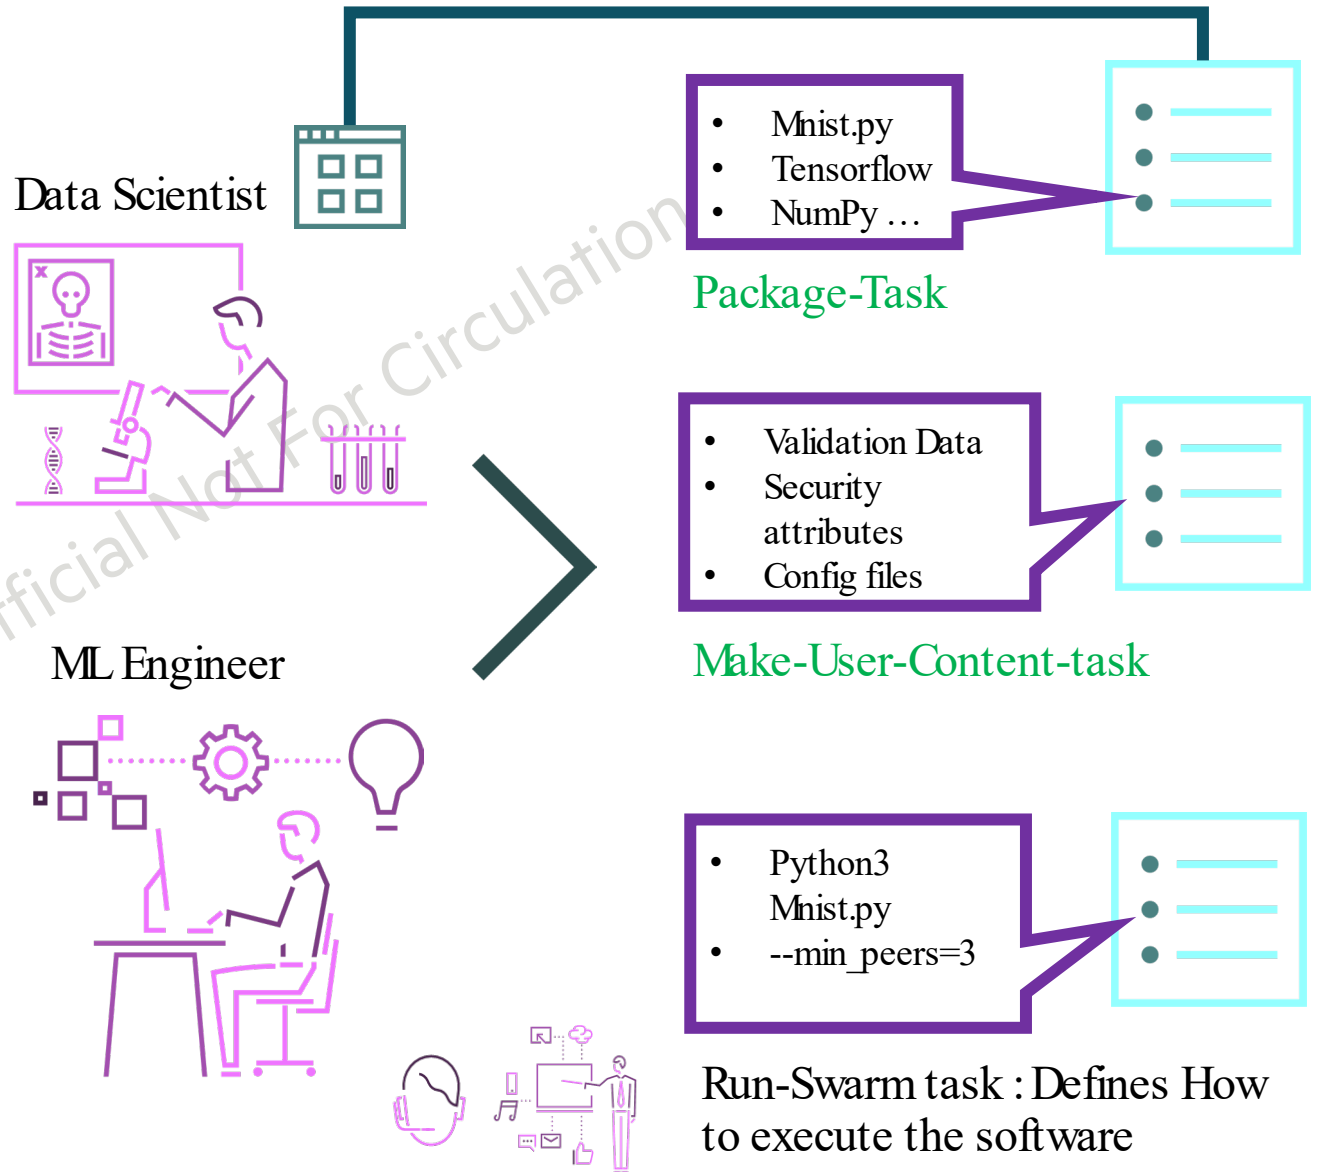 Data Scientist
• Mnist.py
• Tensorflow
• NumPy …
Package-Task
• Validation Data
• Security
attributes
• Config files
Make-User-Content-task
ML Engineer
• Python3
Mnist.py
• --min_peers=3
Run-Swarm task : Defines How
to execute the software
Not For Circulation